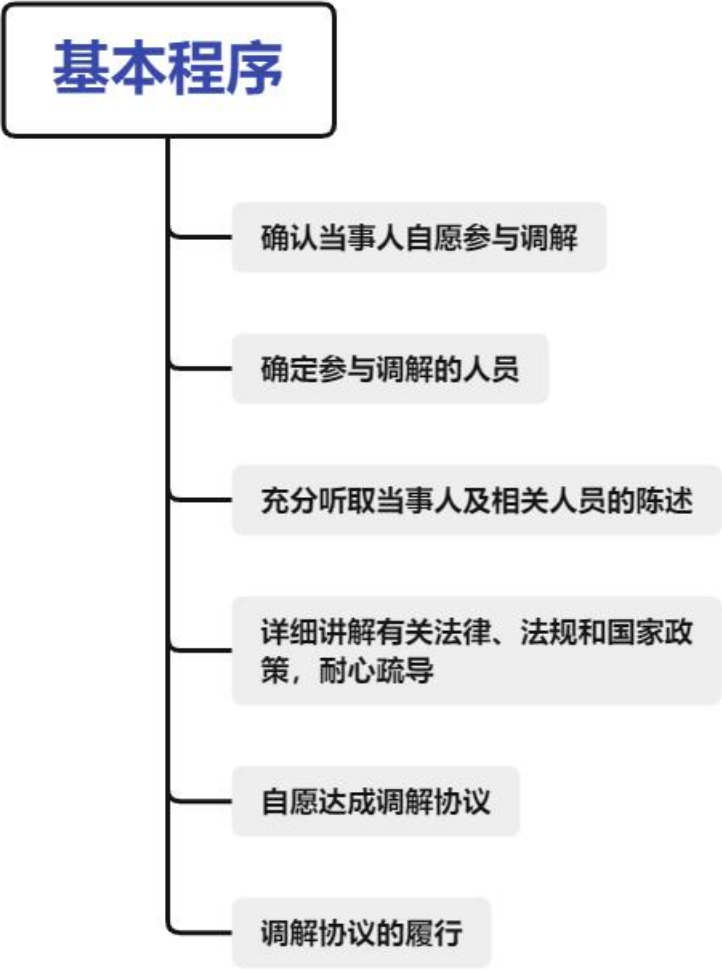 基本程序
确认当事人自愿参与调解
确定参与调解的人员
充分听取当事人及相关人员的陈述
详细讲解有关法律、法规和国家政
策，耐心疏导
自愿达成调解协议
调解协议的履行